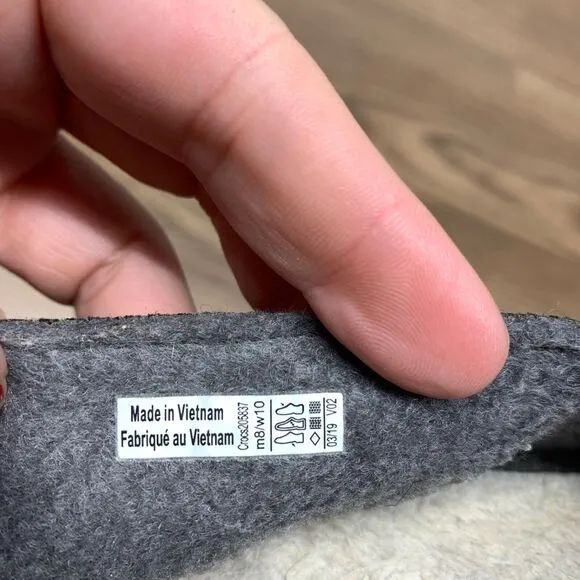 Made in Vietnam
Fabriqué au Vietnam
Crocs205837
m8/w10
03/19 V02